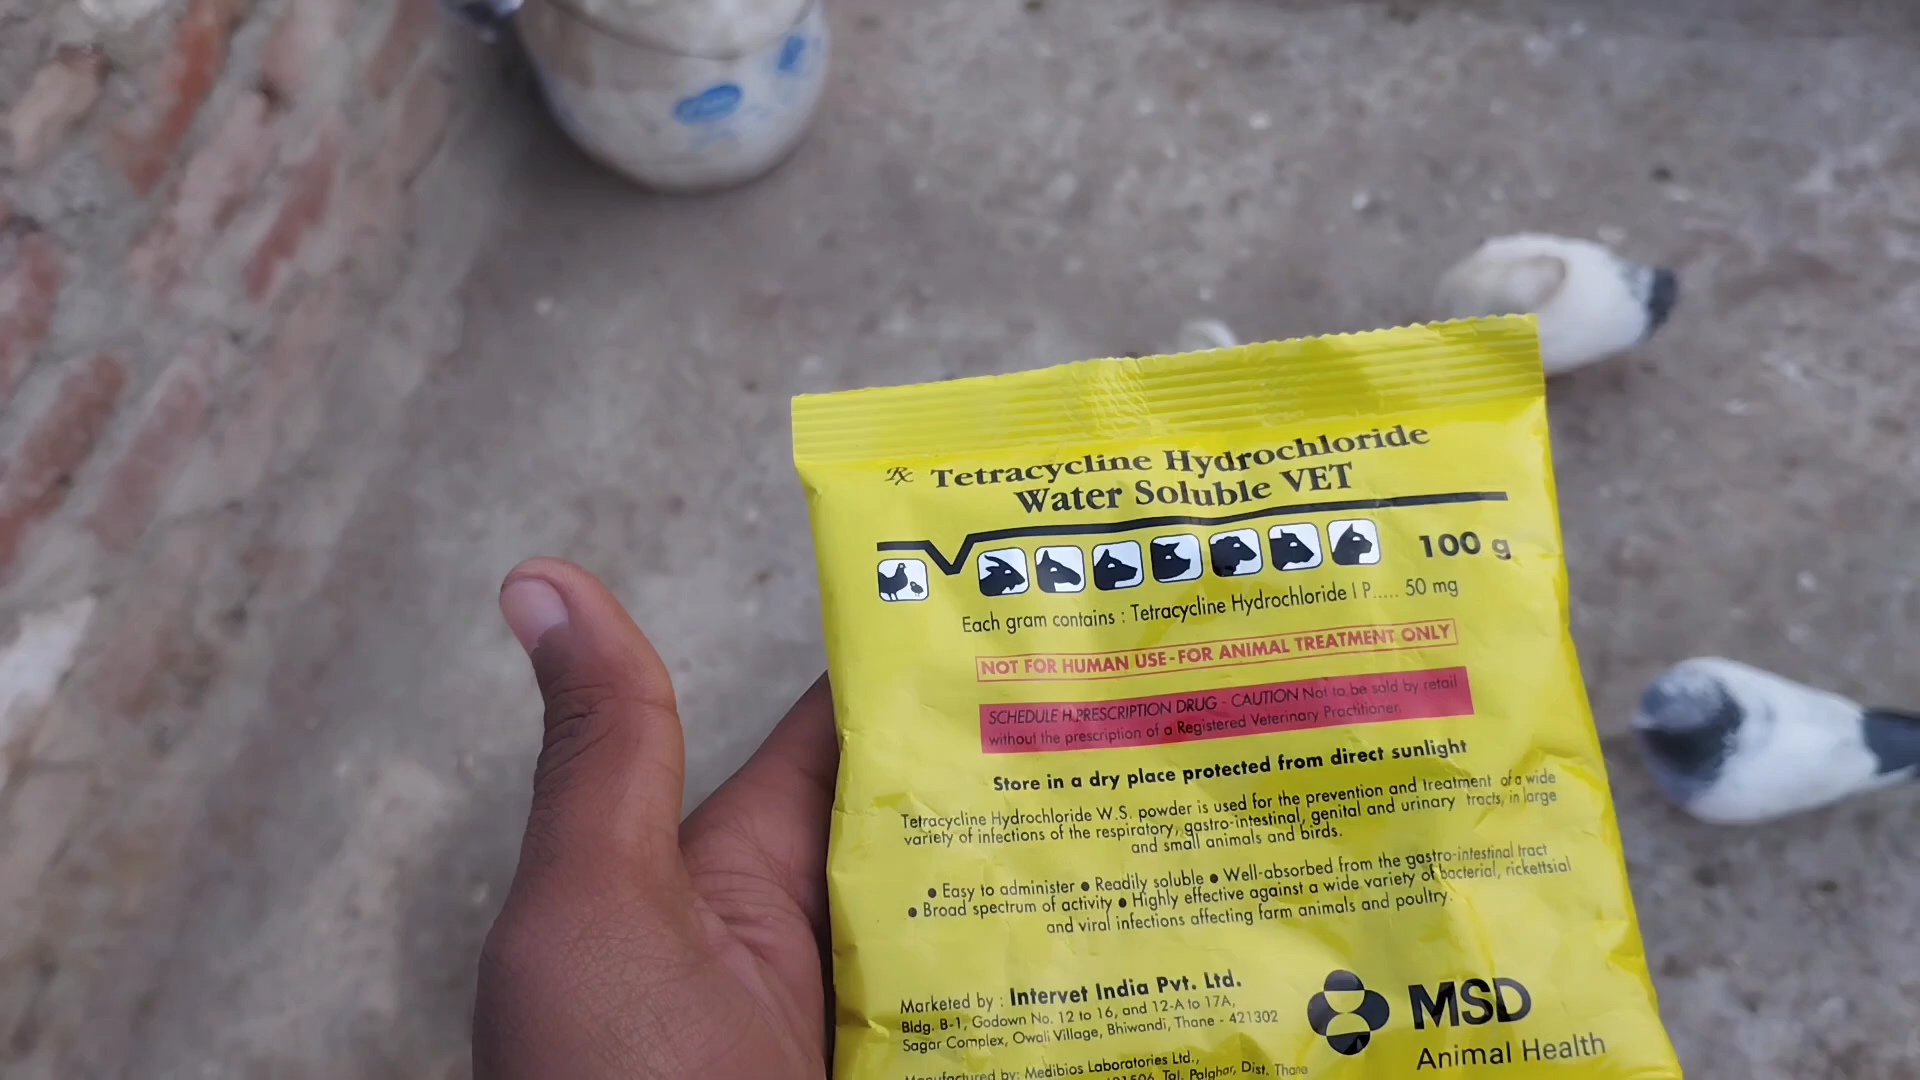 Rx Tetracycline Hydrochloride
Water Soluble VET
100 g
Each gram contains : Tetracycline Hydrochloride I P..... 50 mg
NOT FOR HUMAN USE-FOR ANIMAL TREATMENT ONLY
SCHEDULE H PRESCRIPTION DRUG - CAUTION Not to be sold by retail
without the prescription of a Registered Veterinary Practitioner.
Store in a dry place protected from direct sunlight
Tetracycline Hydrochloride W.S. powder is used for the prevention and treatment of a wide
variety of infections of the respiratory, gastro-intestinal, genital and urinary tracts, in large
and small animals and birds.
● Easy to administer ● Readily soluble ● Well-absorbed from the gastro-intestinal tract
● Broad spectrum of activity ● Highly effective against a wide variety of bacterial, rickettsial
and viral infections affecting farm animals and poultry.
Marketed by : Intervet India Pvt. Ltd.
Bldg. B-1, Godown No. 12 to 16, and 12-A to 17A,
Sagar Complex, Owali Village, Bhiwandi, Thane - 421302
MSD
Animal Health
Manufactured by: Medibios Laboratories Ltd.,
Tal. Palghar, Dist. Thane